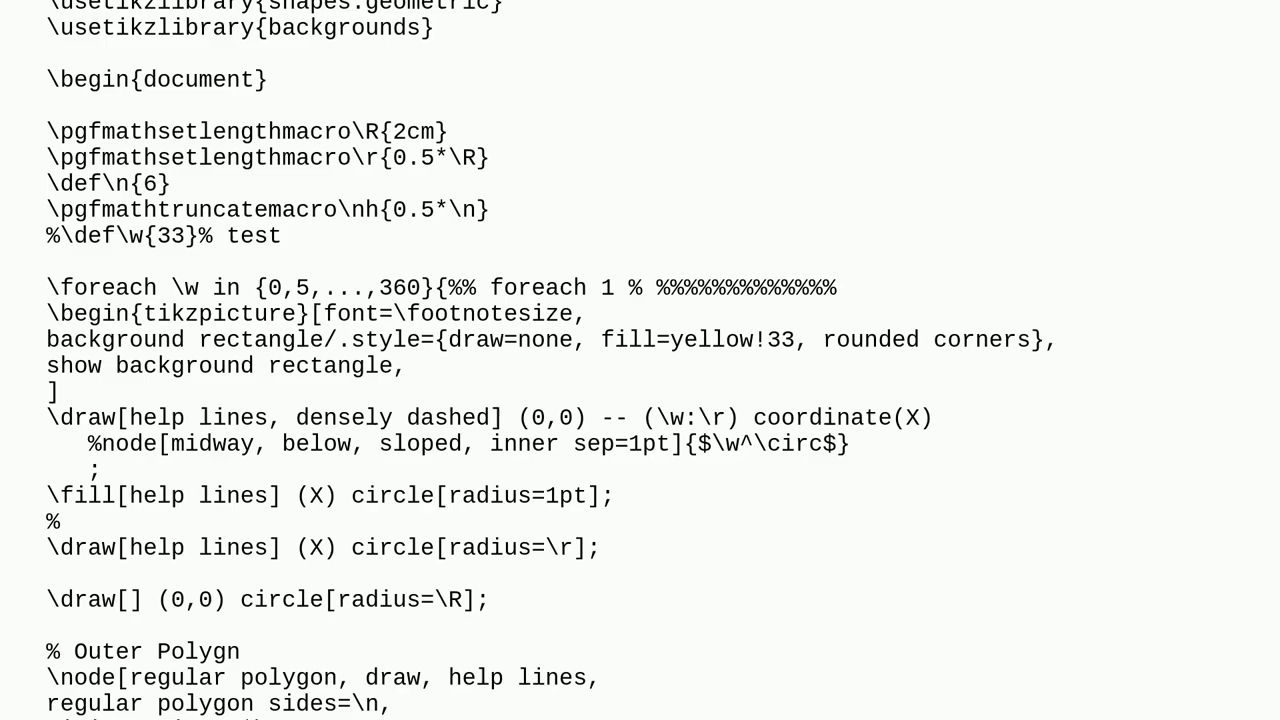 \usetikzlibrary{shapes.geometric}
\usetikzlibrary{backgrounds}
\begin{document}
\pgfmathsetlengthmacro\R{2cm}
\pgfmathsetlengthmacro\r{0.5*\R}
\def\n{6}
\pgfmathtruncatemacro\nh{0.5*\n}
%\def\w{33}% test
\foreach \w in {0,5,...,360}{%% foreach 1 % %%%%%%%%%%%%%
\begin{tikzpicture}[font=\footnotesize,
background rectangle/.style={draw=none, fill=yellow!33, rounded corners},
show background rectangle,
]
\draw[help lines, densely dashed] (0,0) -- (\w:\r) coordinate(X)
   %node[midway, below, sloped, inner sep=1pt]{$\w^\circ$}
   ;
\fill[help lines] (X) circle[radius=1pt];
%
\draw[help lines] (X) circle[radius=\r];
\draw[] (0,0) circle[radius=\R];
% Outer Polygn
\node[regular polygon, draw, help lines,
regular polygon sides=\n,